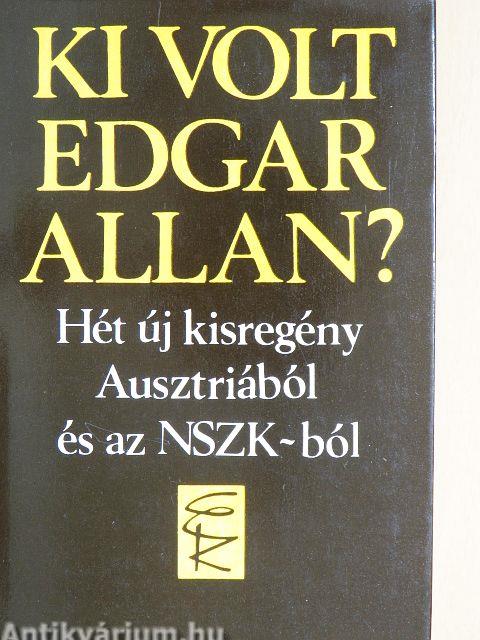 KI VOLT
EDGAR
ALLAN?
Hét új kisregény
Ausztriából
és az NSZK-ból
Antikvárium.hu